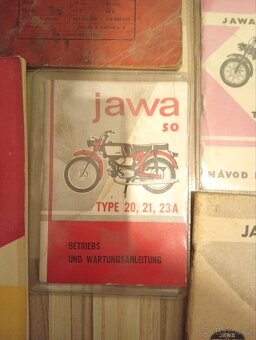 jawa
50
TYPE 20, 21, 23A
BETRIEBS
UND WARTUNGSANLEITUNG
JAWA
NÁVOD
JA